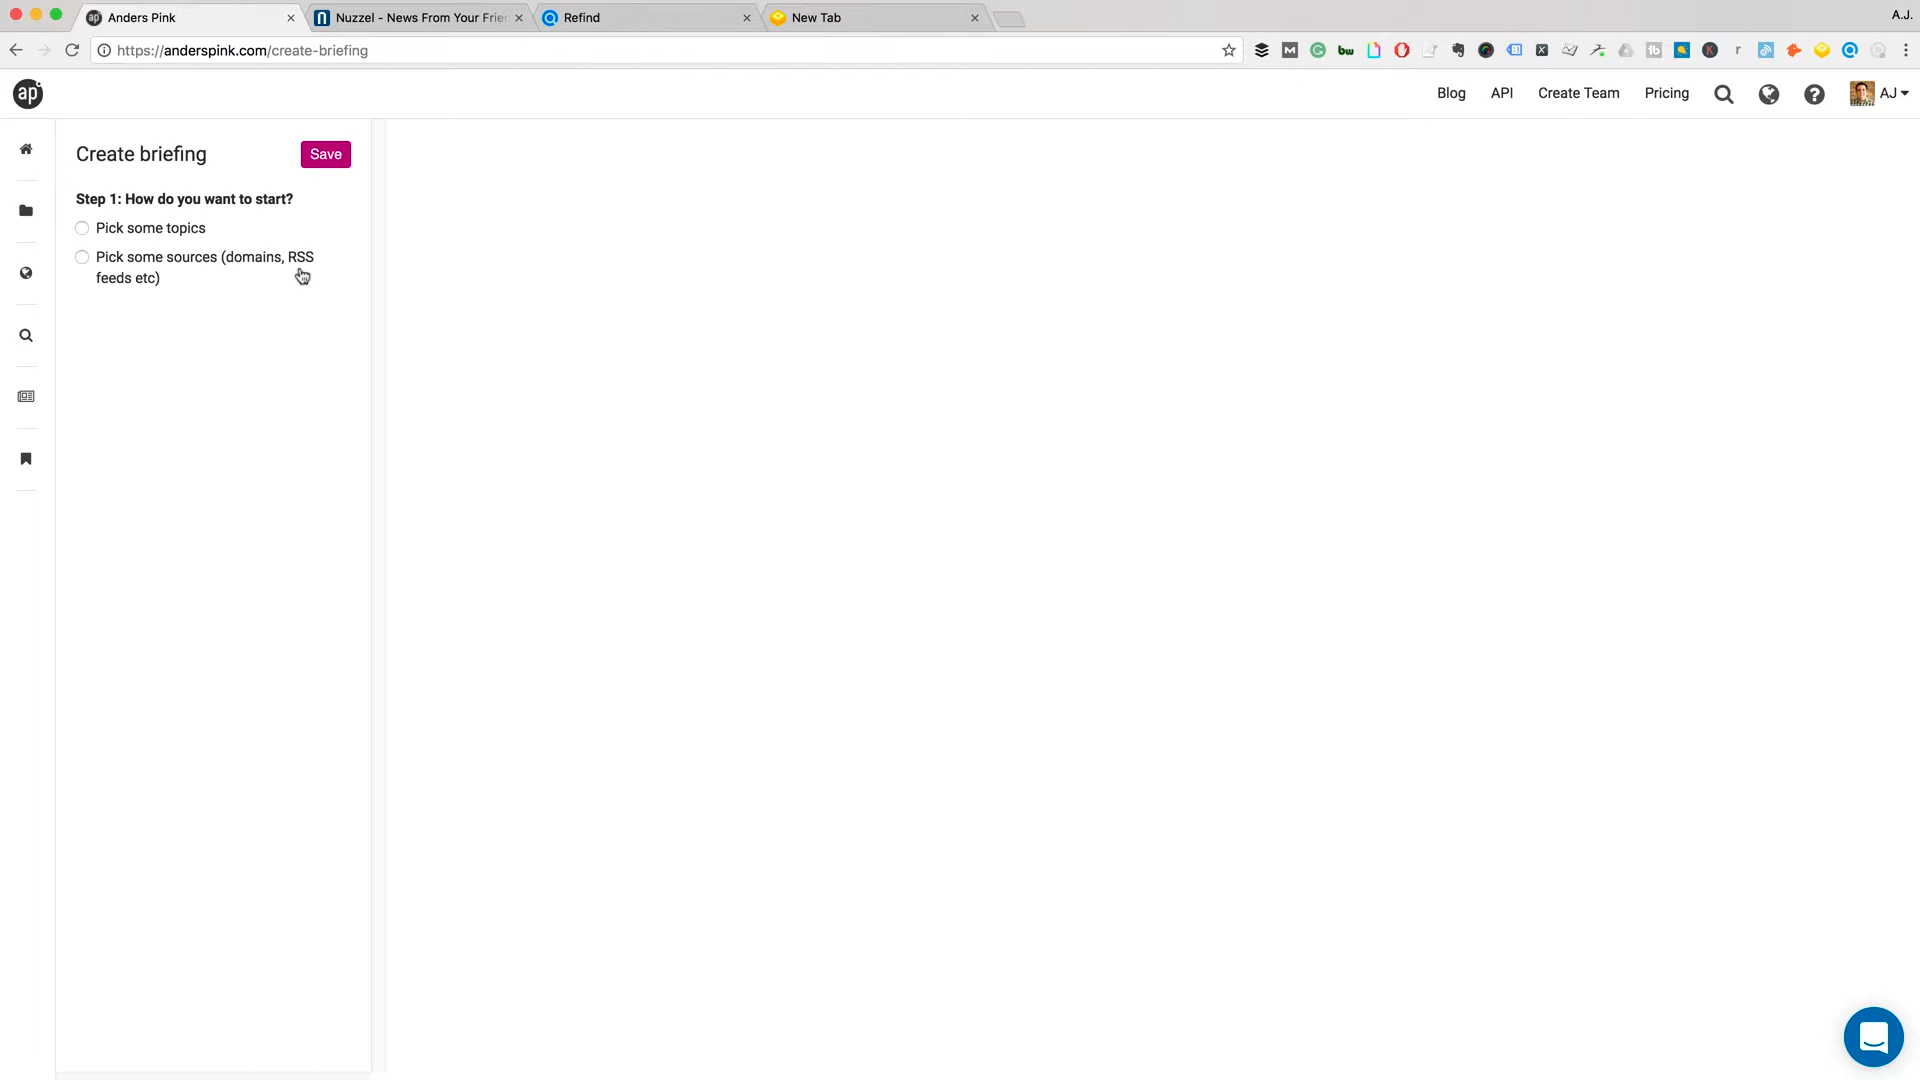 Anders Pink
Nuzzel - News From Your Frie
Refind
New Tab
A.J.
https://anderspink.com/create-briefing
ap
Blog
API
Create Team
Pricing
AJ
Create briefing
Save
Step 1: How do you want to start?
Pick some topics
Pick some sources (domains, RSS
feeds etc)